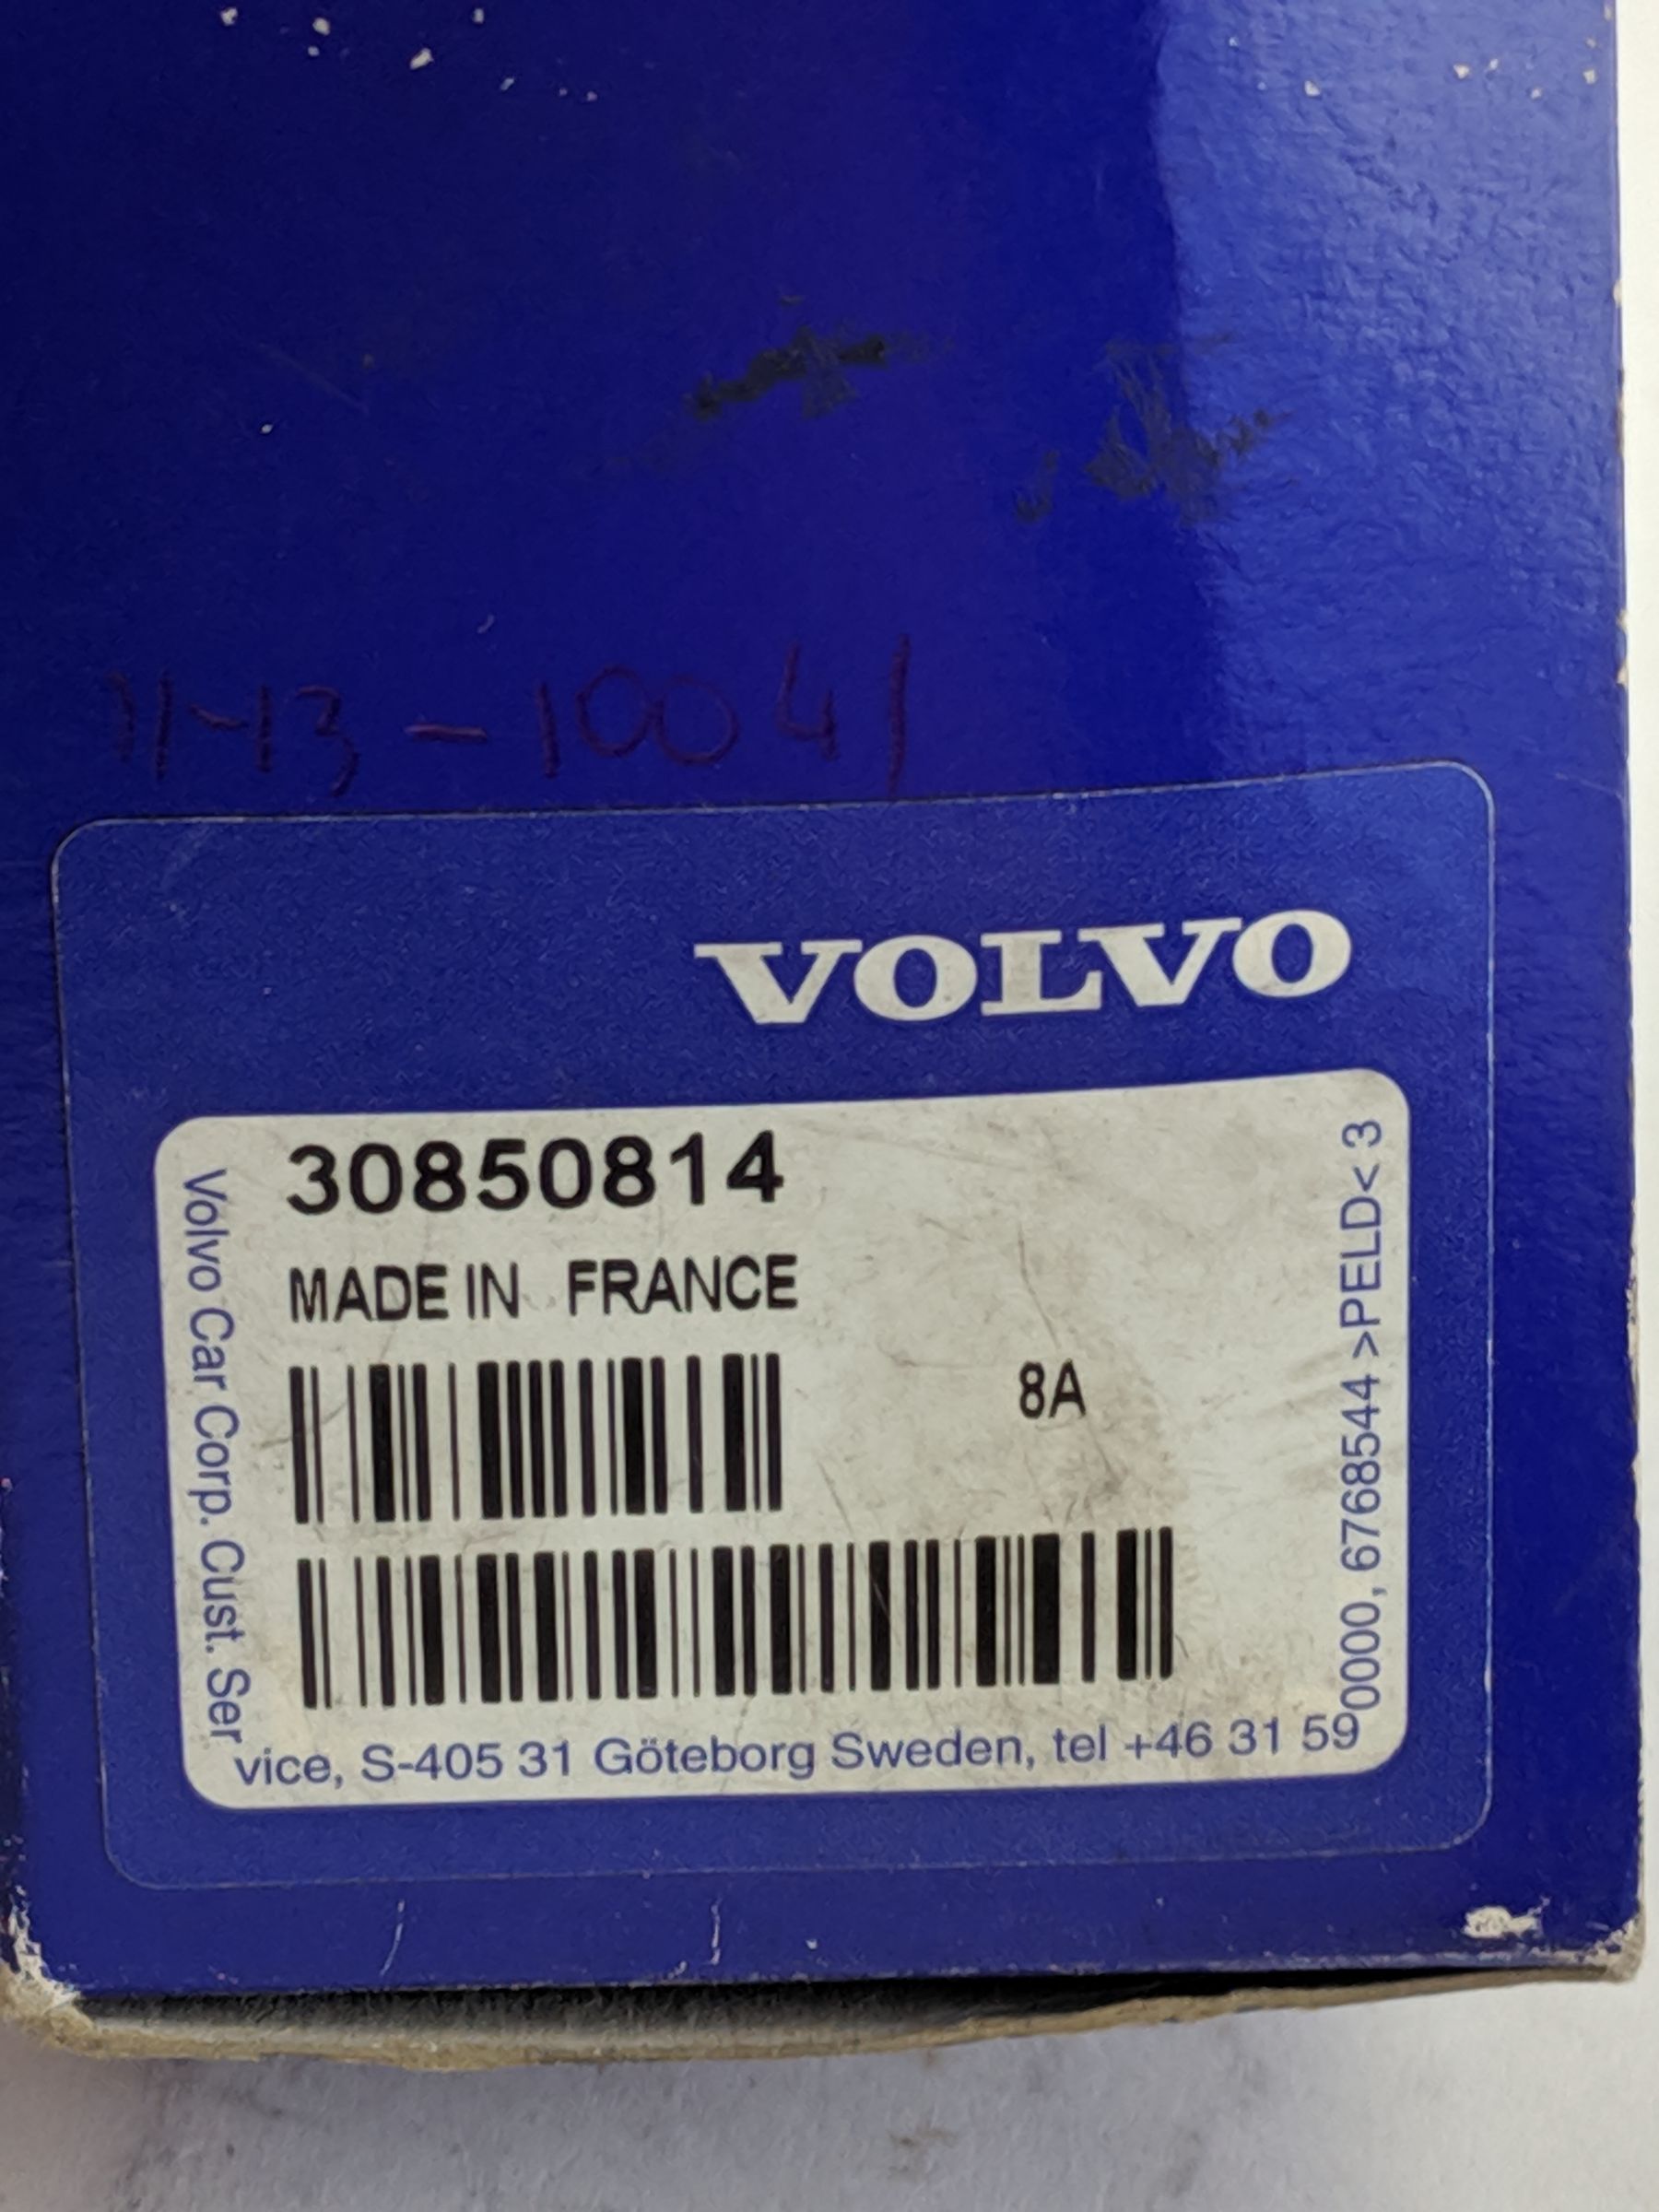 11-13-10041
VOLVO
30850814
MADE IN FRANCE
8A
Volvo Car Corp. Cust. Ser
vice, S-405 31 Göteborg Sweden, tel +46 31 59
0000, 6768544 >PELD< 3